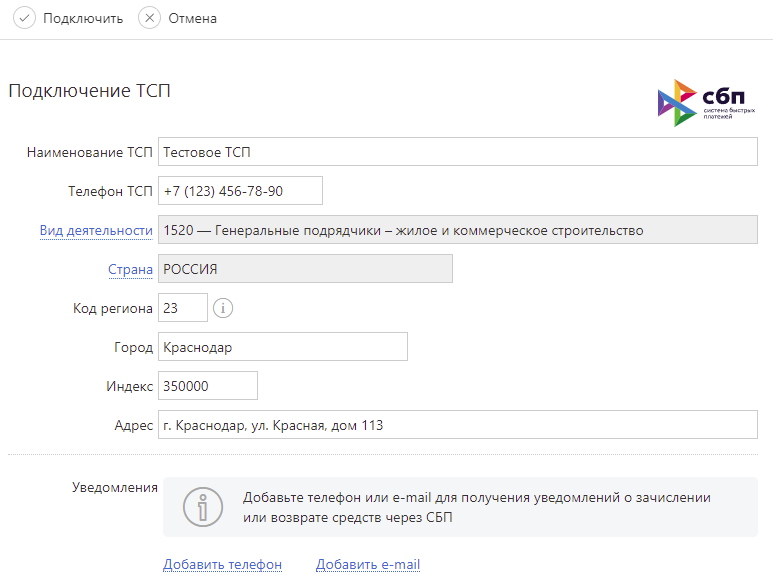 Подключить Отмена
Подключение ТСП
сбп
система быстрых
платежей
Наименование ТСП Тестовое ТСП
Телефон ТСП +7 (123) 456-78-90
Вид деятельности 1520 — Генеральные подрядчики – жилое и коммерческое строительство
Страна РОССИЯ
Код региона 23
Город Краснодар
Индекс 350000
Адрес г. Краснодар, ул. Красная, дом 113
Уведомления
Добавьте телефон или e-mail для получения уведомлений о зачислении
или возврате средств через СБП
Добавить телефон Добавить e-mail